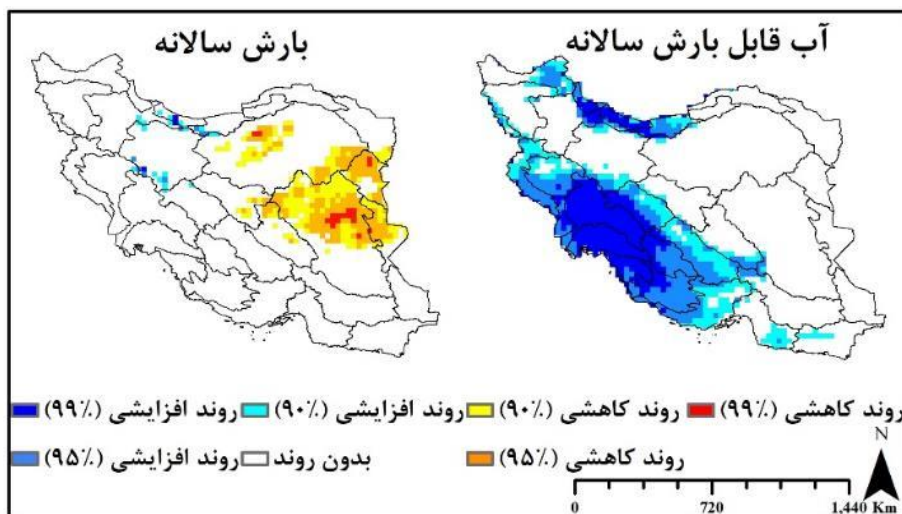 آب قابل بارش سالانه
بارش سالانه
روند کاهشی (۹۹٪) روند کاهشی (۹۰٪) روند افزایشی (۹۰٪) روند افزایشی (۹۹٪)
روند کاهشی (۹۵٪) بدون روند روند افزایشی (۹۵٪)
N
0 720 1,440 Km